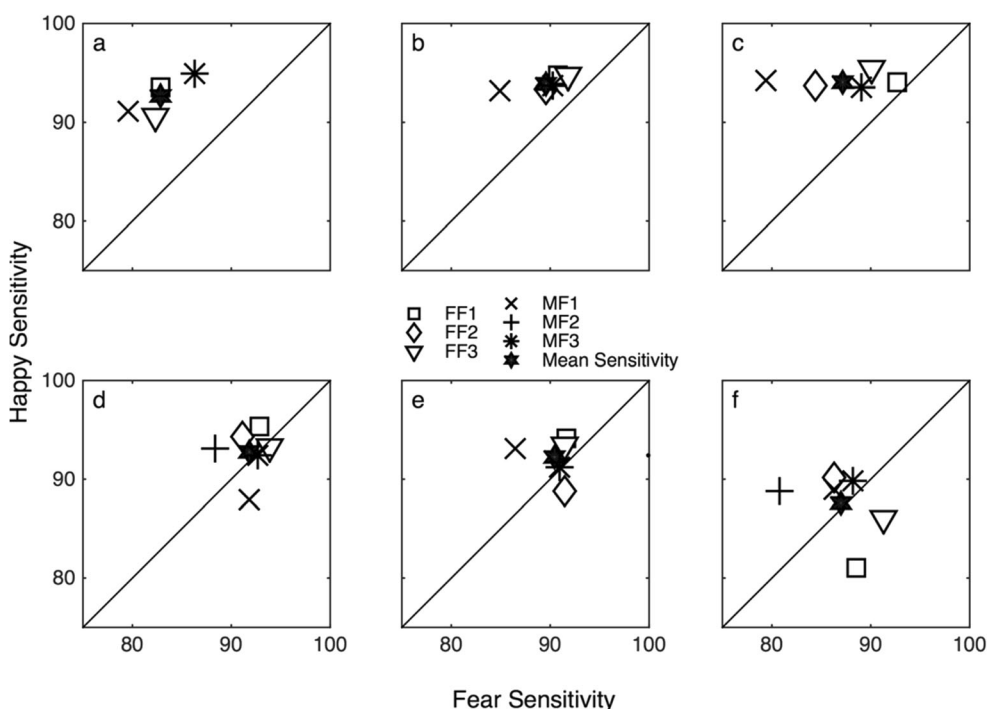 100
90
80
a
b
c
Happy Sensitivity
FF1
FF2
FF3
MF1
MF2
MF3
Mean Sensitivity
100
90
80
d
e
f
80 90 100 80 90 100 80 90 100
Fear Sensitivity